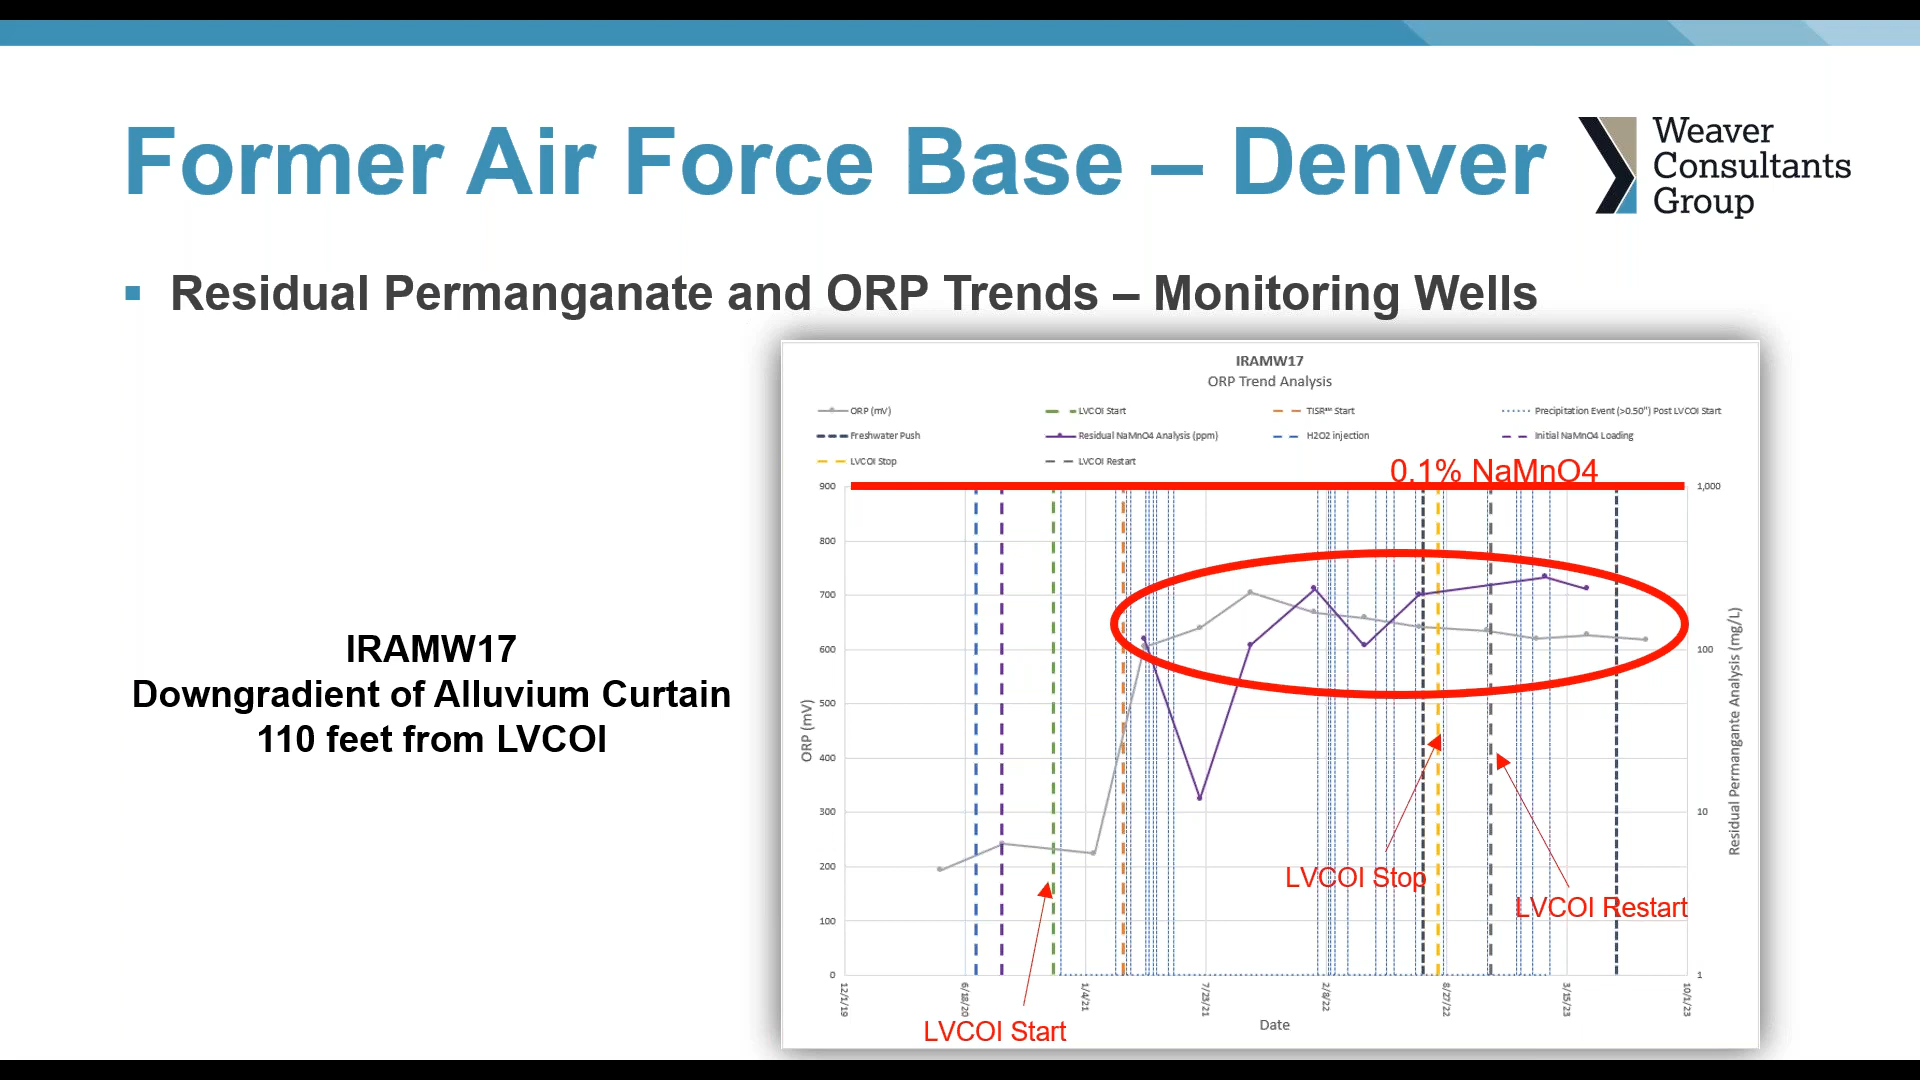 Former Air Force Base – Denver
Weaver
Consultants
Group
▪ Residual Permanganate and ORP Trends – Monitoring Wells
IRAMW17
Downgradient of Alluvium Curtain
110 feet from LVCOI
IRAMW17
ORP Trend Analysis
ORP (mV) LVCOI Start TISR℠ Start Precipitation Event (>0.50") Post LVCOI Start
Freshwater Push Residual NaMnO4 Analysis (ppm) H2O2 injection Initial NaMnO4 Loading
LVCOI Stop LVCOI Restart
0.1% NaMnO4
900 1,000
800
700
600 100
500
400
300 10
200
100
0 1
ORP (mV)
Residual Permangante Analysis (mg/L)
LVCOI Stop
LVCOI Restart
LVCOI Start
12/1/19 6/18/20 1/4/21 7/23/21 2/8/22 8/27/22 3/15/23 10/1/23
Date